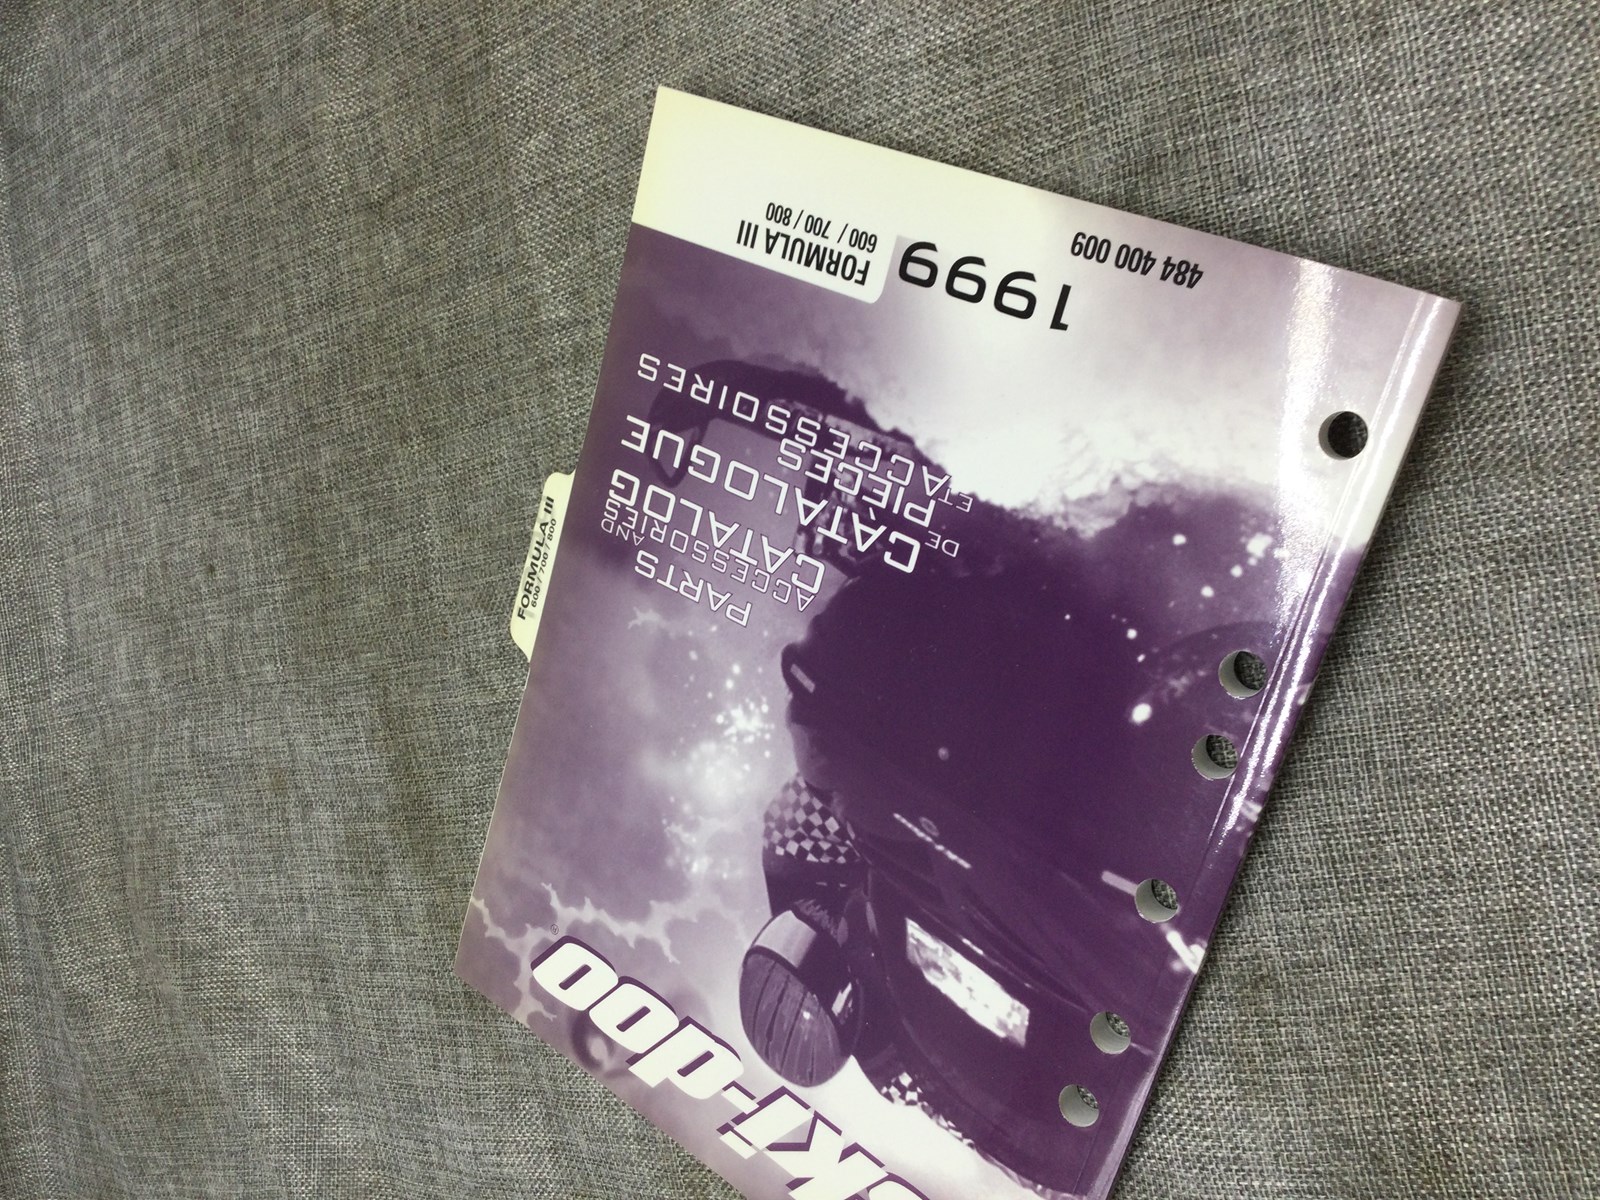 ski-doo®
PARTS
AND
ACCESSORIES
CATALOG
CATALOGUE
DE
PIÈCES
ET ACCESSOIRES
1999
FORMULA III
600 / 700 / 800
484 400 009
FORMULA III
600 / 700 / 800